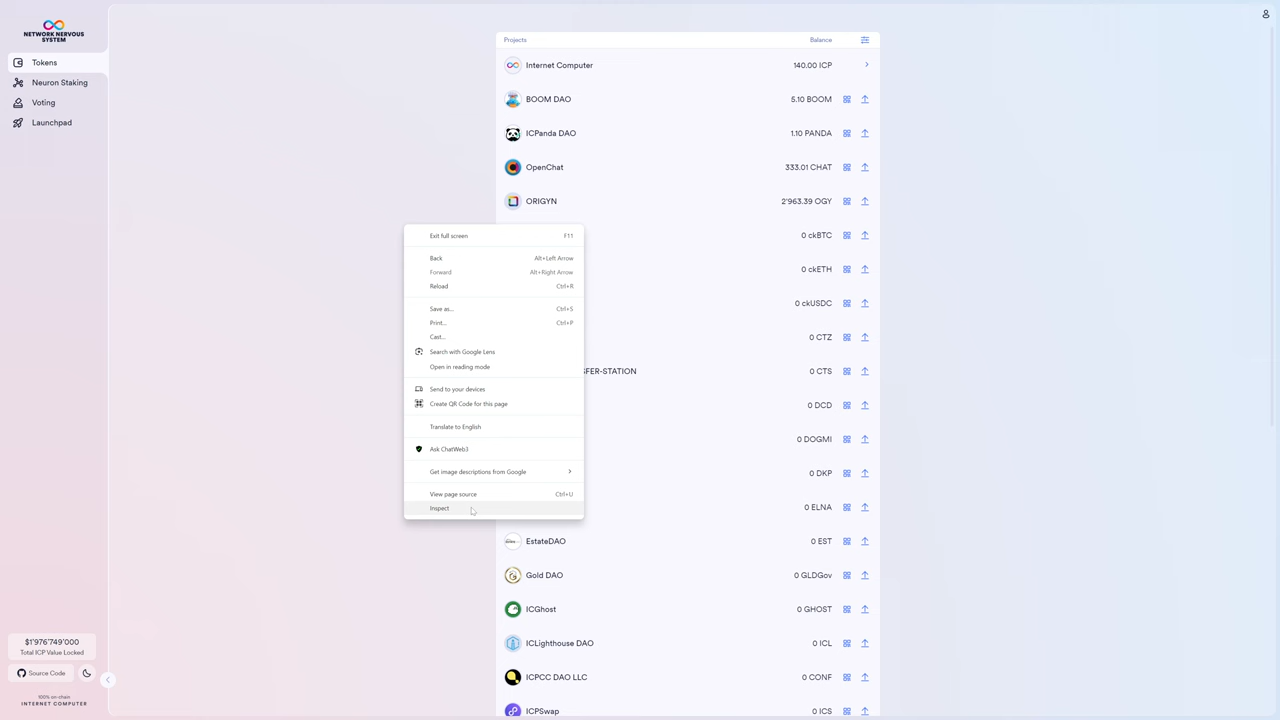 NETWORK NERVOUS
SYSTEM
Tokens
Neuron Staking
Voting
Launchpad
$1'976'749'000
Total ICP Value Locked
Source Code
100% on-chain
INTERNET COMPUTER
Projects Balance
Internet Computer 140.00 ICP
BOOM DAO 5.10 BOOM
ICPanda DAO 1.10 PANDA
OpenChat 333.01 CHAT
ORIGYN 2'963.39 OGY
0 ckBTC
0 ckETH
0 ckUSDC
0 CTZ
SFER-STATION 0 CTS
0 DCD
0 DOGMI
0 DKP
0 ELNA
EstateDAO 0 EST
Gold DAO 0 GLDGov
ICGhost 0 GHOST
ICLighthouse DAO 0 ICL
ICPCC DAO LLC 0 CONF
ICPSwap 0 ICS
Exit full screen F11
Back Alt+Left Arrow
Forward Alt+Right Arrow
Reload Ctrl+R
Save as... Ctrl+S
Print... Ctrl+P
Cast...
Search with Google Lens
Open in reading mode
Send to your devices
Create QR Code for this page
Translate to English
Ask ChatWeb3
Get image descriptions from Google
View page source Ctrl+U
Inspect